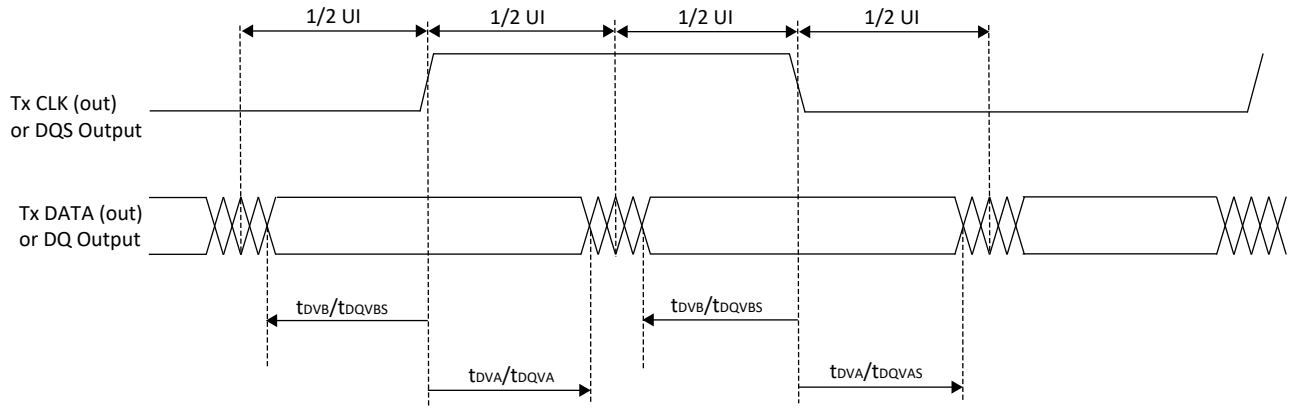 1/2 UI
1/2 UI
1/2 UI
1/2 UI
Tx CLK (out)
or DQS Output
Tx DATA (out)
or DQ Output
tDVB/tDQVBS
tDVB/tDQVBS
tDVA/tDQVA
tDVA/tDQVAS